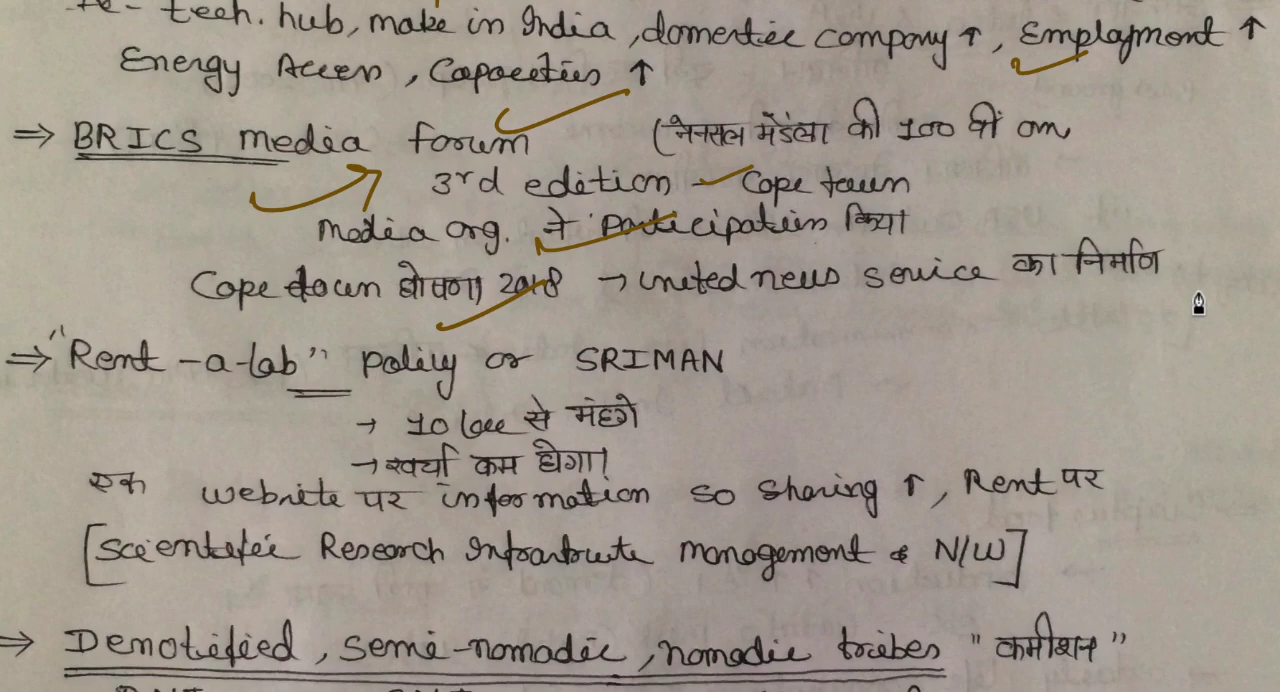 +ve - tech. hub, make in India, domestic company ↑, Employment ↑
Energy Access, Capacities ↑
⇒ BRICS media forum (नेनसल मंडेला की 100 वीं
3rd edition - Cape town
media org. ने participation किया।
Cape town घोषणा 2018 → united news service का निर्माण
⇒ "Rent -a-lab" policy or SRIMAN
→ 10 lac से मंहगे
→ खर्चा कम होगा।
एक website पर information so sharing ↑, Rent पर
[Scientific Research Infrastructure management & N/W]
⇒ Denotified, semi-nomadic, nomadic tribes "कमीशन"